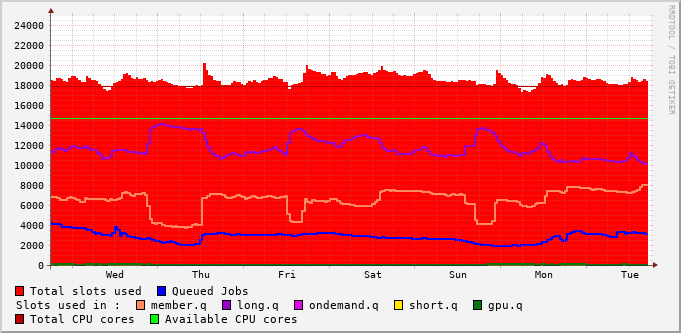 24000
22000
20000
18000
16000
14000
12000
10000
8000
6000
4000
2000
0
Wed Thu Fri Sat Sun Mon Tue
Total slots used Queued Jobs
Slots used in : member.q long.q ondemand.q short.q gpu.q
Total CPU cores Available CPU cores
RRDTOOL / TOBI OETIKER